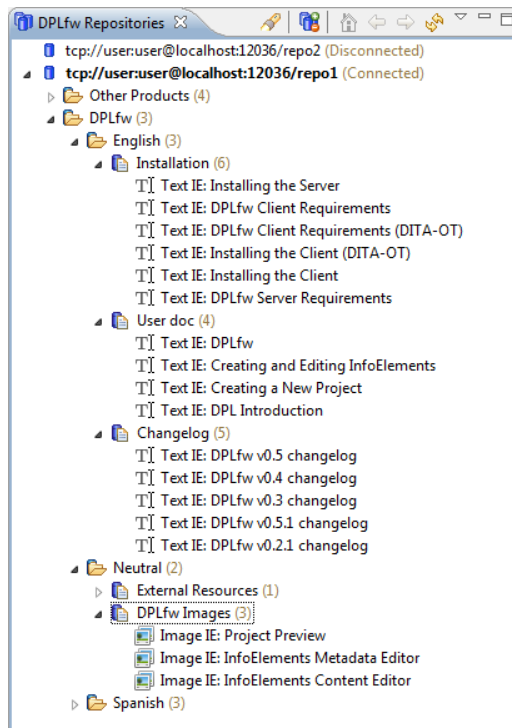 DPLfw Repositories
tcp://user:user@localhost:12036/repo2 (Disconnected)
tcp://user:user@localhost:12036/repo1 (Connected)
Other Products (4)
DPLfw (3)
English (3)
Installation (6)
Text IE: Installing the Server
Text IE: DPLfw Client Requirements
Text IE: DPLfw Client Requirements (DITA-OT)
Text IE: Installing the Client (DITA-OT)
Text IE: Installing the Client
Text IE: DPLfw Server Requirements
User doc (4)
Text IE: DPLfw
Text IE: Creating and Editing InfoElements
Text IE: Creating a New Project
Text IE: DPL Introduction
Changelog (5)
Text IE: DPLfw v0.5 changelog
Text IE: DPLfw v0.4 changelog
Text IE: DPLfw v0.3 changelog
Text IE: DPLfw v0.5.1 changelog
Text IE: DPLfw v0.2.1 changelog
Neutral (2)
External Resources (1)
DPLfw Images (3)
Image IE: Project Preview
Image IE: InfoElements Metadata Editor
Image IE: InfoElements Content Editor
Spanish (3)